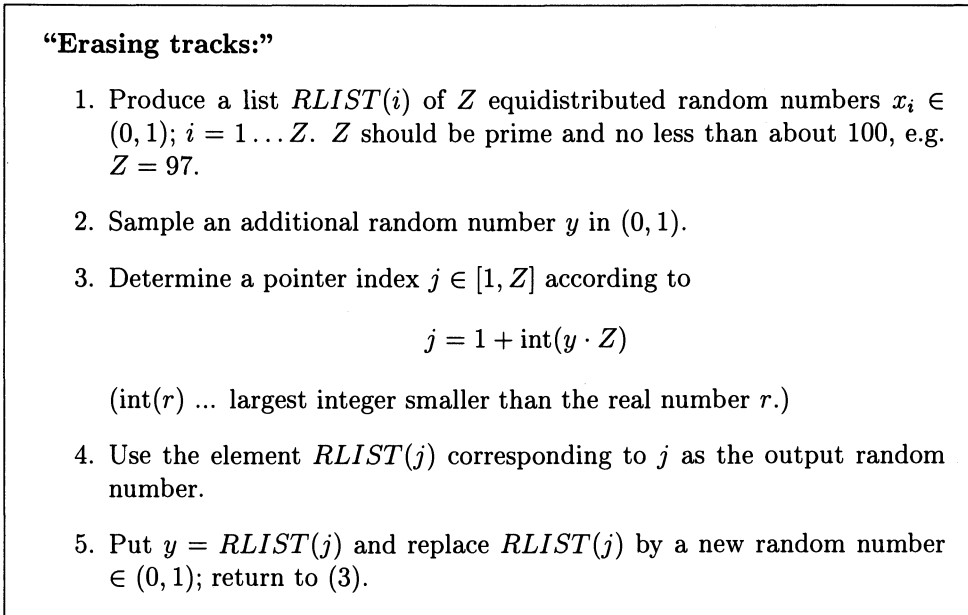 “Erasing tracks:”
1. Produce a list RLIST(i) of Z equidistributed random numbers xᵢ ∈
(0, 1); i = 1 . . . Z. Z should be prime and no less than about 100, e.g.
Z = 97.
2. Sample an additional random number y in (0, 1).
3. Determine a pointer index j ∈ [1, Z] according to
j = 1 + int(y · Z)
(int(r) ... largest integer smaller than the real number r.)
4. Use the element RLIST(j) corresponding to j as the output random
number.
5. Put y = RLIST(j) and replace RLIST(j) by a new random number
∈ (0, 1); return to (3).